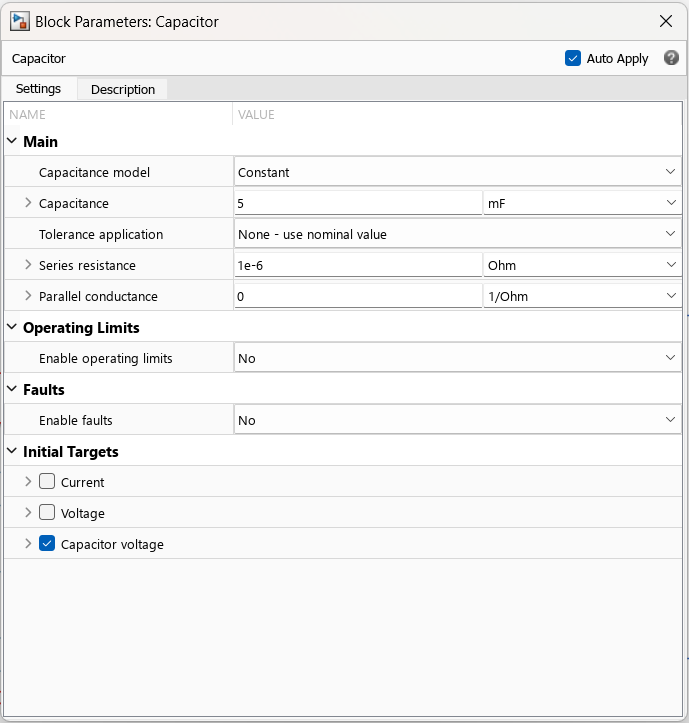 Block Parameters: Capacitor
Capacitor
Auto Apply
Settings Description
NAME VALUE
Main
Capacitance model Constant
Capacitance 5 mF
Tolerance application None - use nominal value
Series resistance 1e-6 Ohm
Parallel conductance 0 1/Ohm
Operating Limits
Enable operating limits No
Faults
Enable faults No
Initial Targets
Current
Voltage
Capacitor voltage